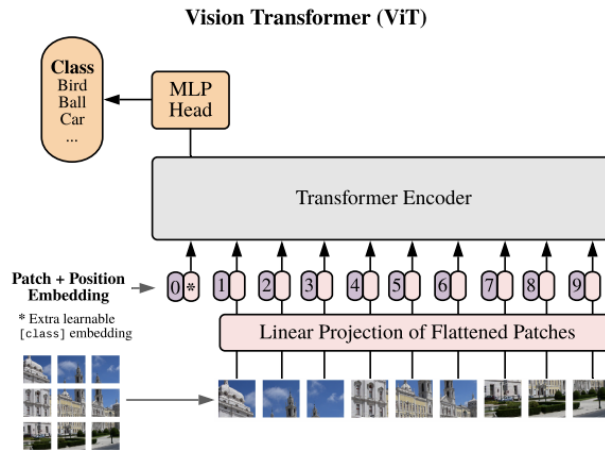 Vision Transformer (ViT)
Class
Bird
Ball
Car
...
MLP
Head
Transformer Encoder
Patch + Position
Embedding
0 * 1 2 3 4 5 6 7 8 9
* Extra learnable
[class] embedding
Linear Projection of Flattened Patches